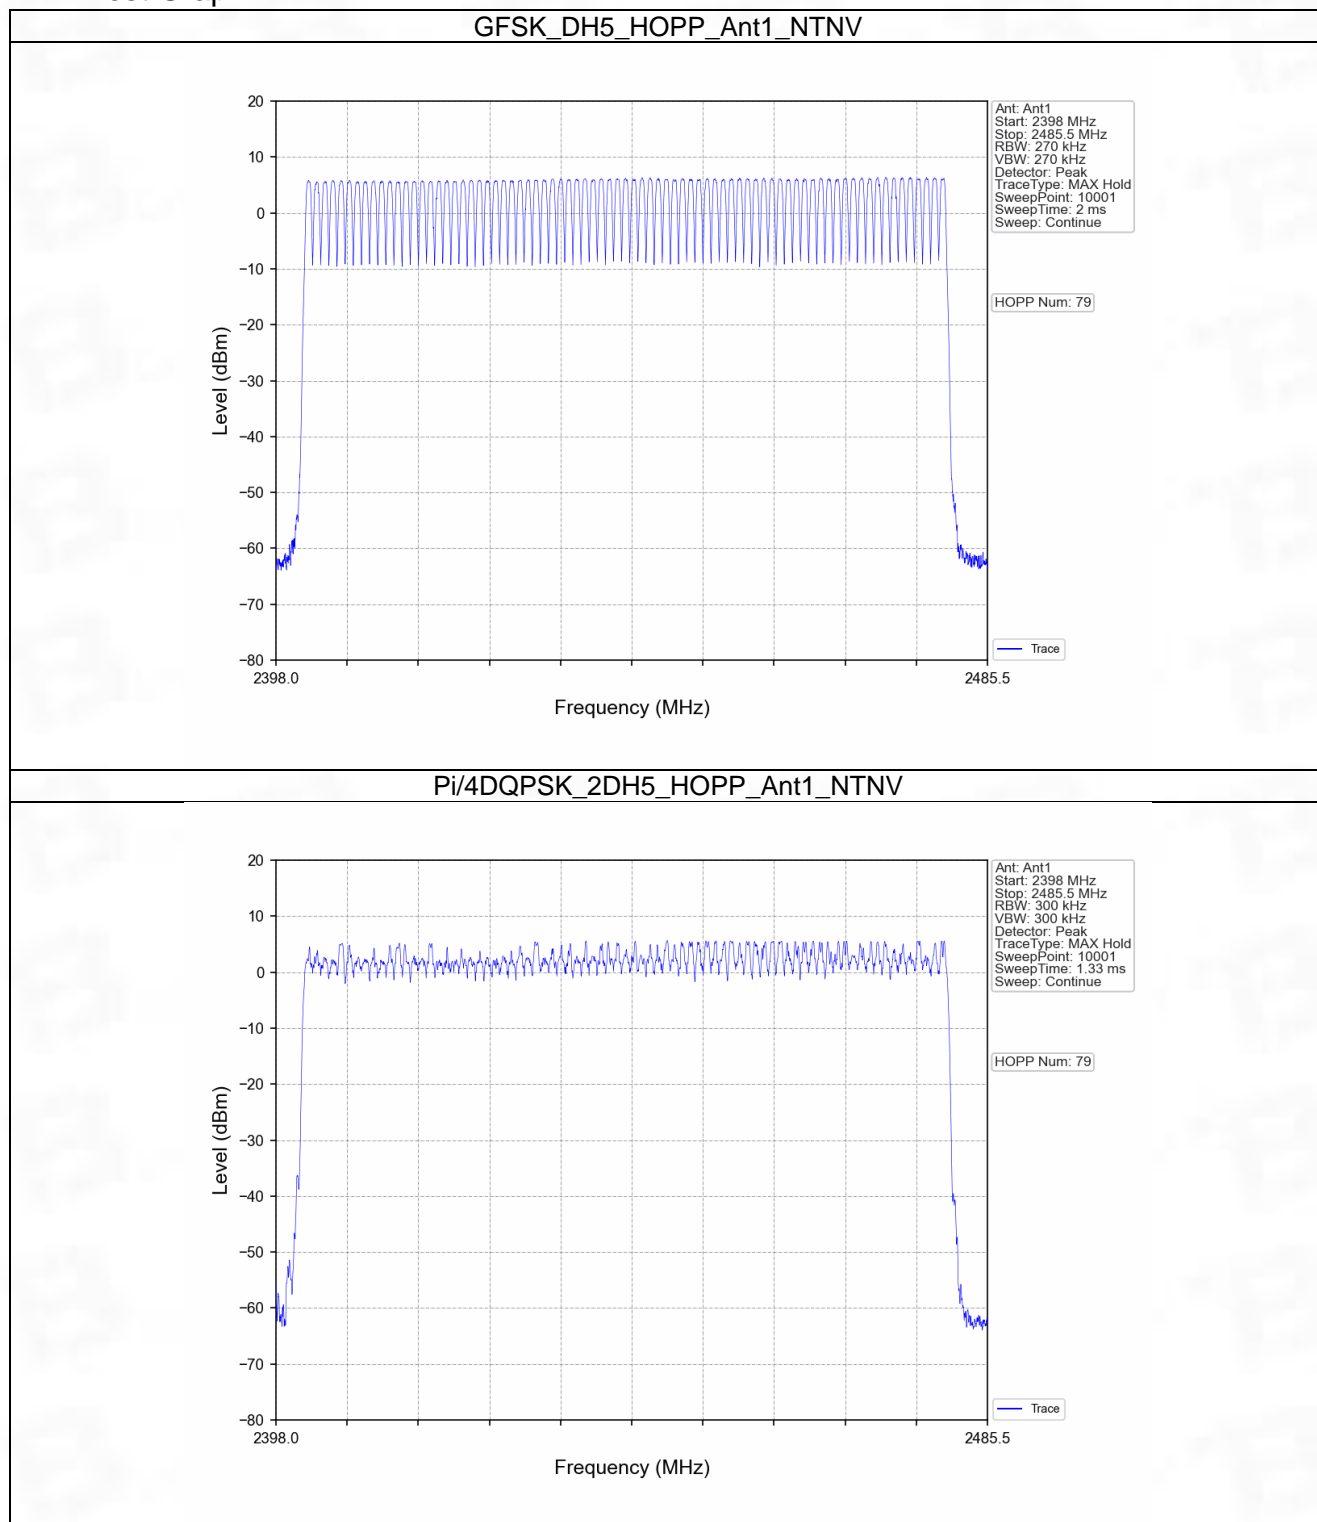 GFSK_DH5_HOPP_Ant1_NTNV
20
10
0
−10
−20
−30
−40
−50
−60
−70
−80
Level (dBm)
2398.0
2485.5
Frequency (MHz)
Ant: Ant1
Start: 2398 MHz
Stop: 2485.5 MHz
RBW: 270 kHz
VBW: 270 kHz
Detector: Peak
TraceType: MAX Hold
SweepPoint: 10001
SweepTime: 2 ms
Sweep: Continue
HOPP Num: 79
Trace
Pi/4DQPSK_2DH5_HOPP_Ant1_NTNV
20
10
0
−10
−20
−30
−40
−50
−60
−70
−80
Level (dBm)
2398.0
2485.5
Frequency (MHz)
Ant: Ant1
Start: 2398 MHz
Stop: 2485.5 MHz
RBW: 300 kHz
VBW: 300 kHz
Detector: Peak
TraceType: MAX Hold
SweepPoint: 10001
SweepTime: 1.33 ms
Sweep: Continue
HOPP Num: 79
Trace